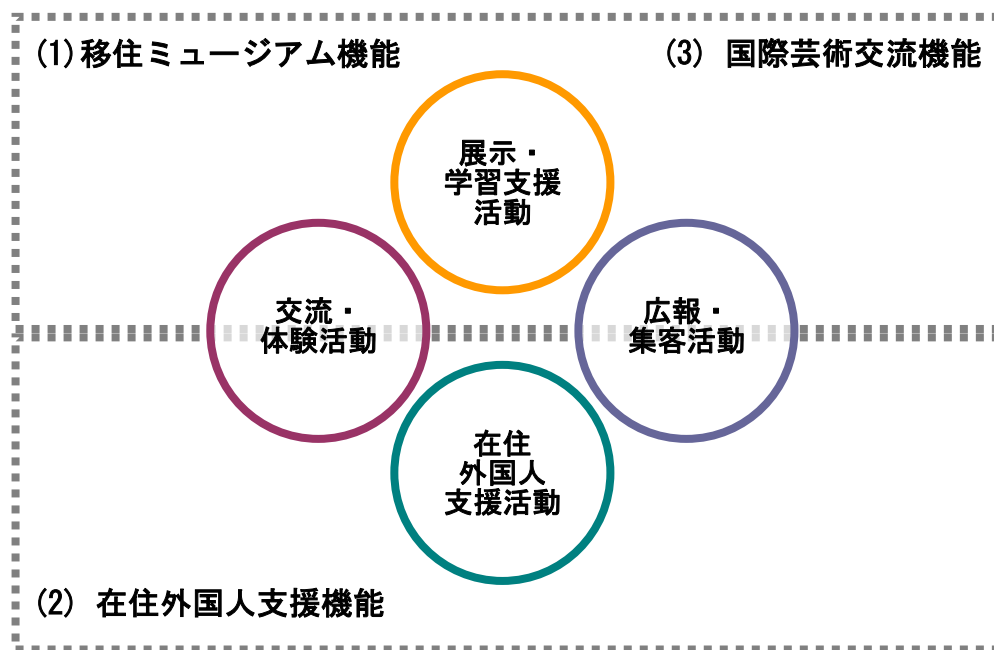 (1)移住ミュージアム機能
(3) 国際芸術交流機能
展示・
学習支援
活動
交流・
体験活動
広報・
集客活動
在住
外国人
支援活動
(2) 在住外国人支援機能